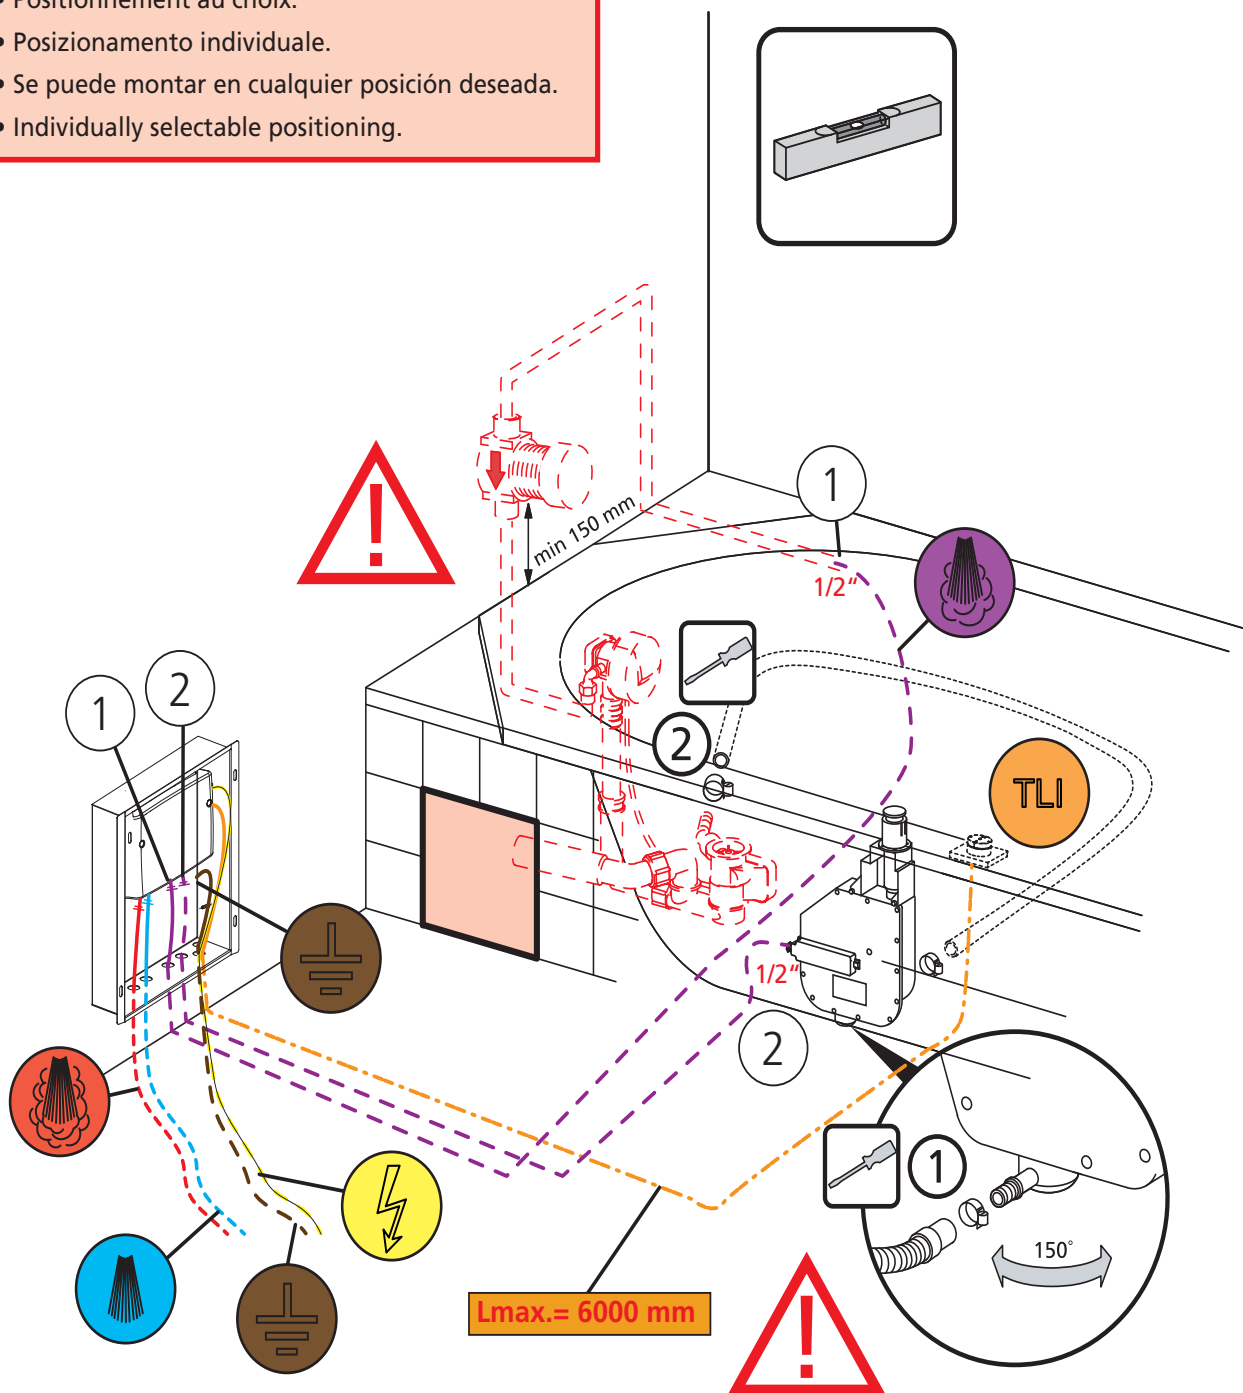 • Positionnement au choix.
• Posizionamento individuale.
• Se puede montar en cualquier posición deseada.
• Individually selectable positioning.
min 150 mm
1
1/2“
2
1
2
TLI
1/2“
2
1
150°
Lmax.= 6000 mm